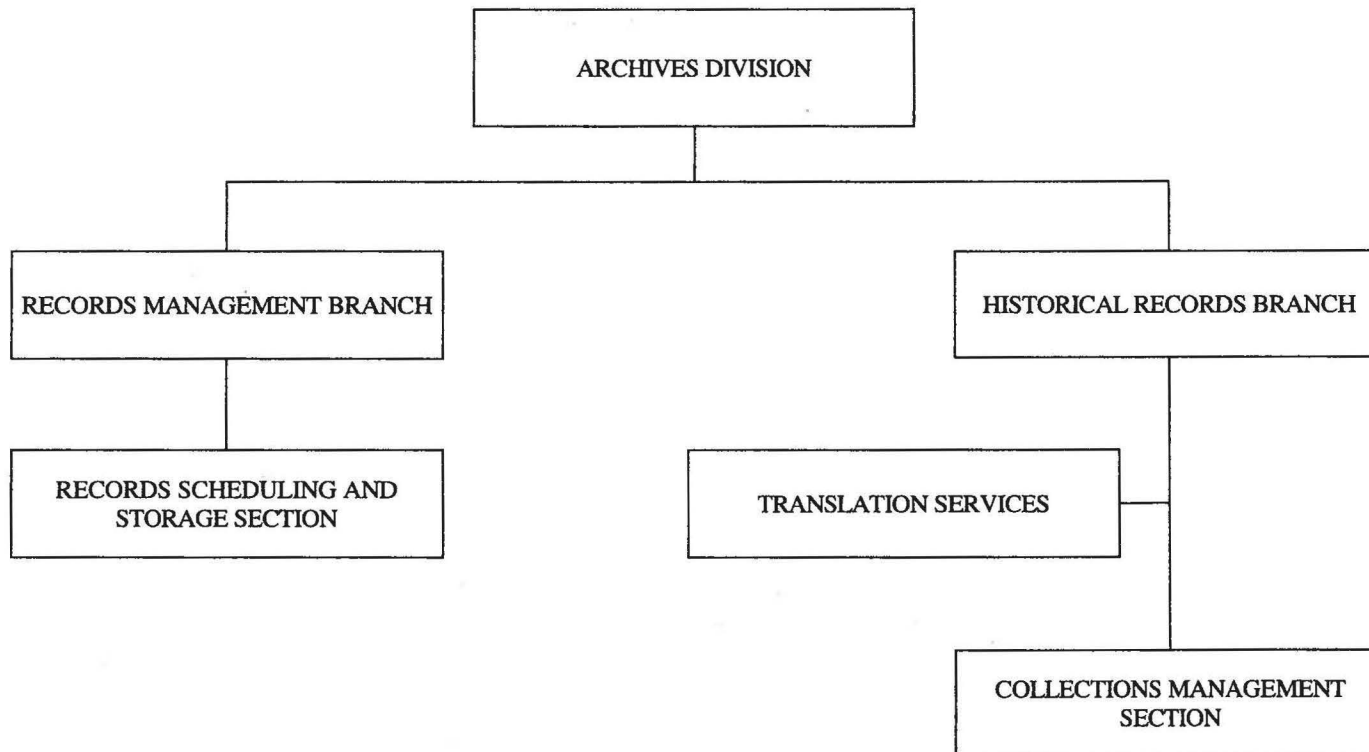 ARCHIVES DIVISION
RECORDS MANAGEMENT BRANCH
HISTORICAL RECORDS BRANCH
RECORDS SCHEDULING AND
STORAGE SECTION
TRANSLATION SERVICES
COLLECTIONS MANAGEMENT
SECTION